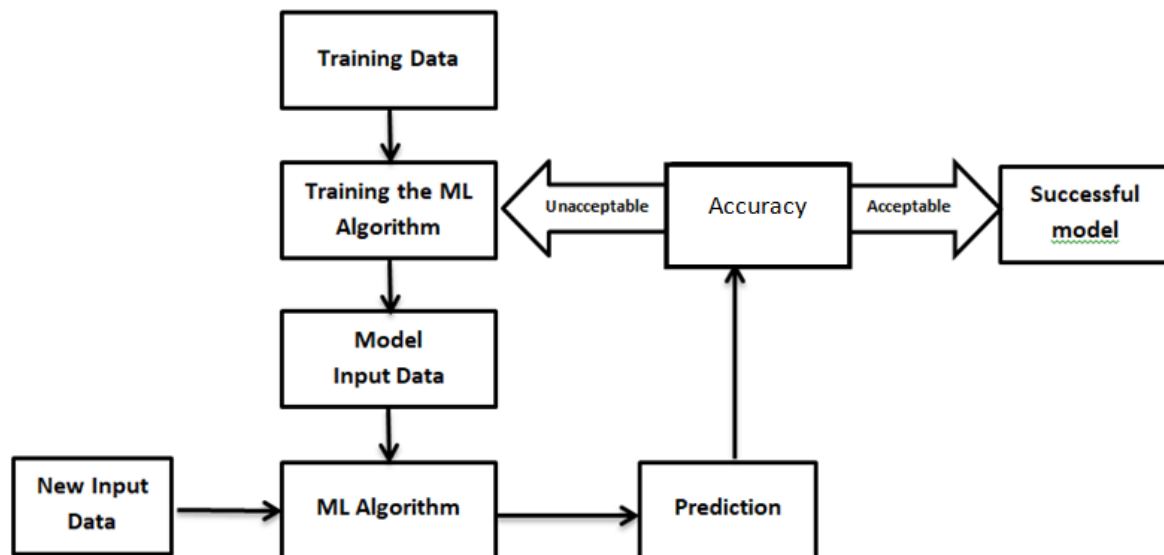 Training Data
Training the ML
Algorithm
Unacceptable
Accuracy
Acceptable
Successful
model
Model
Input Data
New Input
Data
ML Algorithm
Prediction